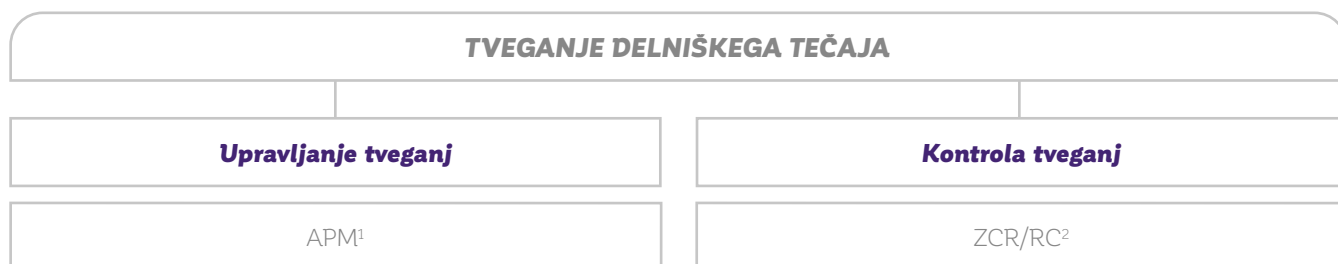 TVEGANJE DELNIŠKEGA TEČAJA
Upravljanje tveganj
Kontrola tveganj
APM¹
ZCR/RC²